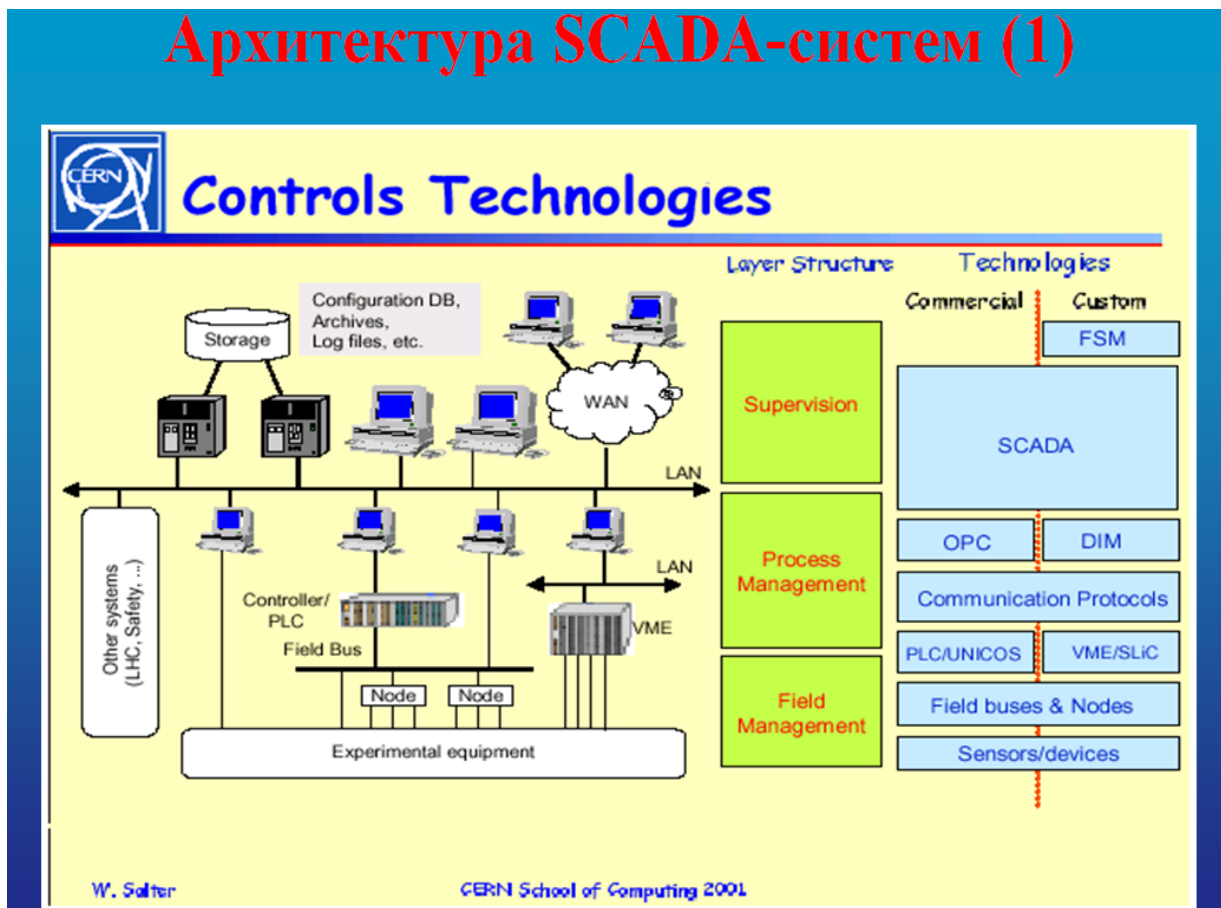 Архитектура SCADA-систем (1)
CERN
Controls Technologies
Layer Structure
Technologies
Commercial
Custom
Storage
Configuration DB,
Archives,
Log files, etc.
WAN
LAN
Other systems
(LHC, Safety, ...)
Controller/
PLC
Field Bus
Node
Node
LAN
VME
Experimental equipment
Supervision
Process
Management
Field
Management
FSM
SCADA
OPC
DIM
Communication Protocols
PLC/UNICOS
VME/SLiC
Field buses & Nodes
Sensors/devices
W. Salter
CERN School of Computing 2001